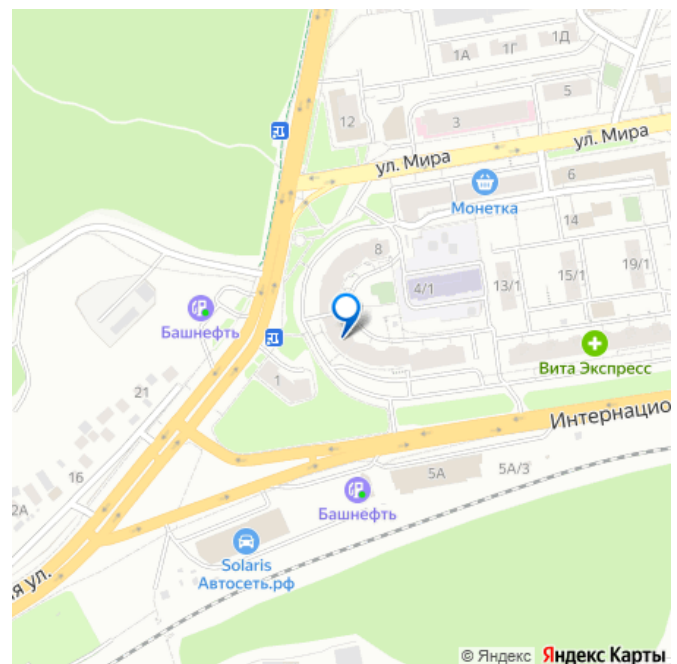 1А
1Г
1Д
5
12
3
ул. Мира
ул. Мира
6
Монетка
14
8
4/1
13/1
15/1
19/1
Башнефть
Вита Экспресс
1
21
Интернацио
16
5А
5А/3
2А
Башнефть
Solaris
Автосеть.рф
я ул.
© Яндекс Яндекс Карты